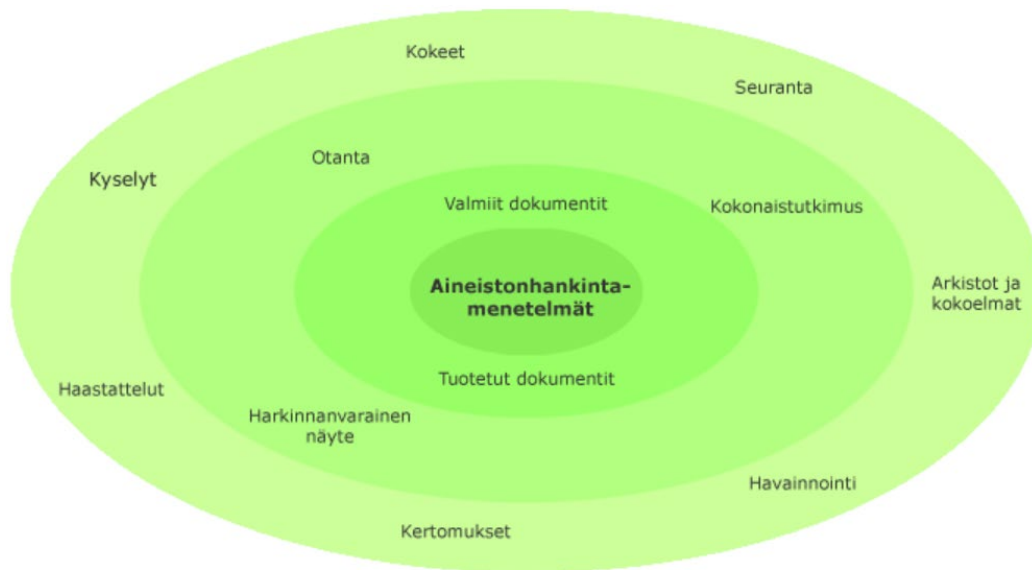 Kokeet
Seuranta
Otanta
Kyselyt
Valmiit dokumentit
Kokonaistutkimus
Aineistonhankinta-
menetelmät
Arkistot ja
kokoelmat
Tuotetut dokumentit
Haastattelut
Harkinnanvarainen
näyte
Havainnointi
Kertomukset